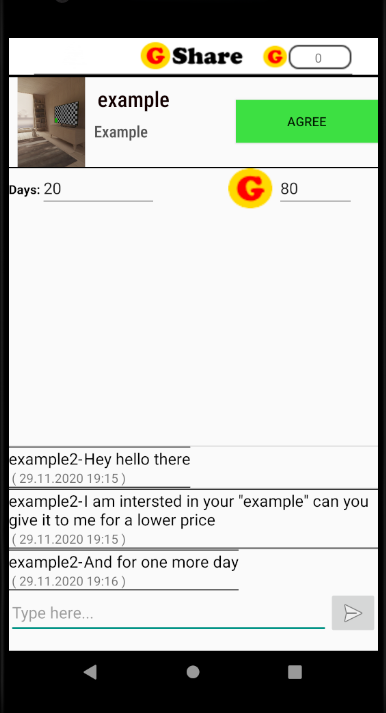 G Share G 0
example
Example
AGREE
Days: 20 G 80
example2-Hey hello there
( 29.11.2020 19:15 )
example2-I am intersted in your "example" can you
give it to me for a lower price
( 29.11.2020 19:15 )
example2-And for one more day
( 29.11.2020 19:16 )
Type here...